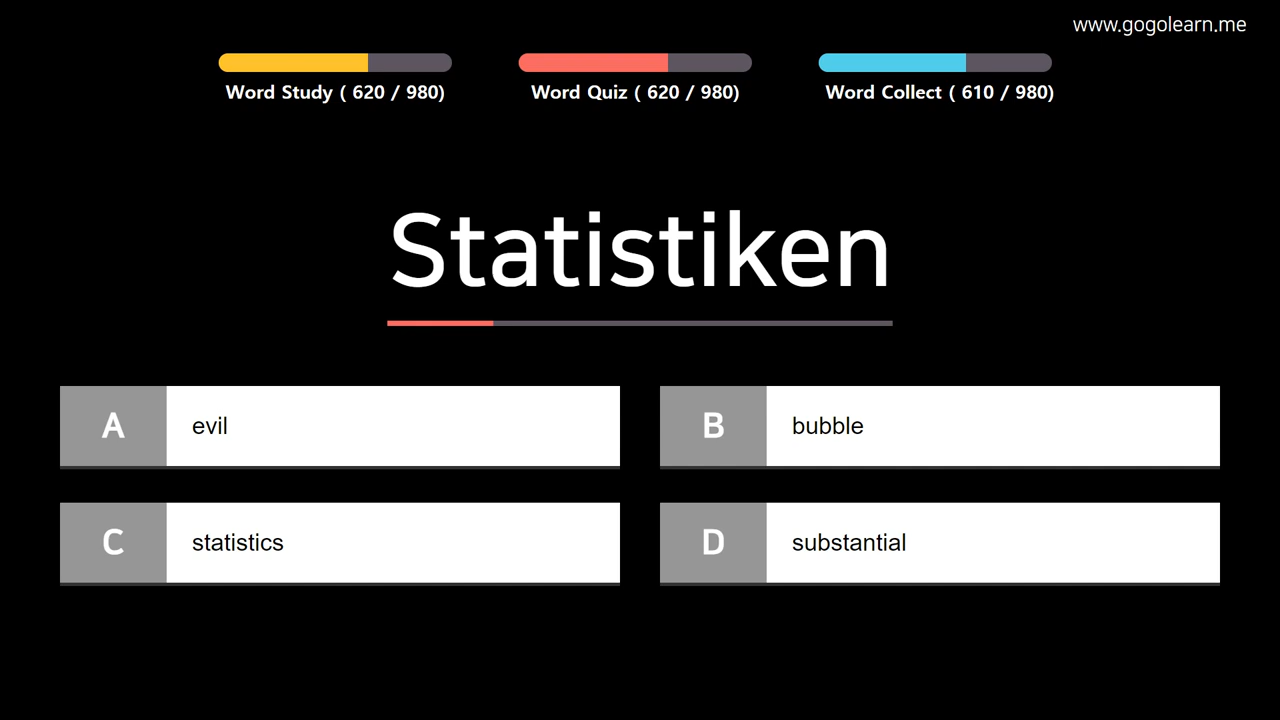 www.gogolearn.me
Word Study ( 620 / 980)
Word Quiz ( 620 / 980)
Word Collect ( 610 / 980)
Statistiken
A evil
B bubble
C statistics
D substantial